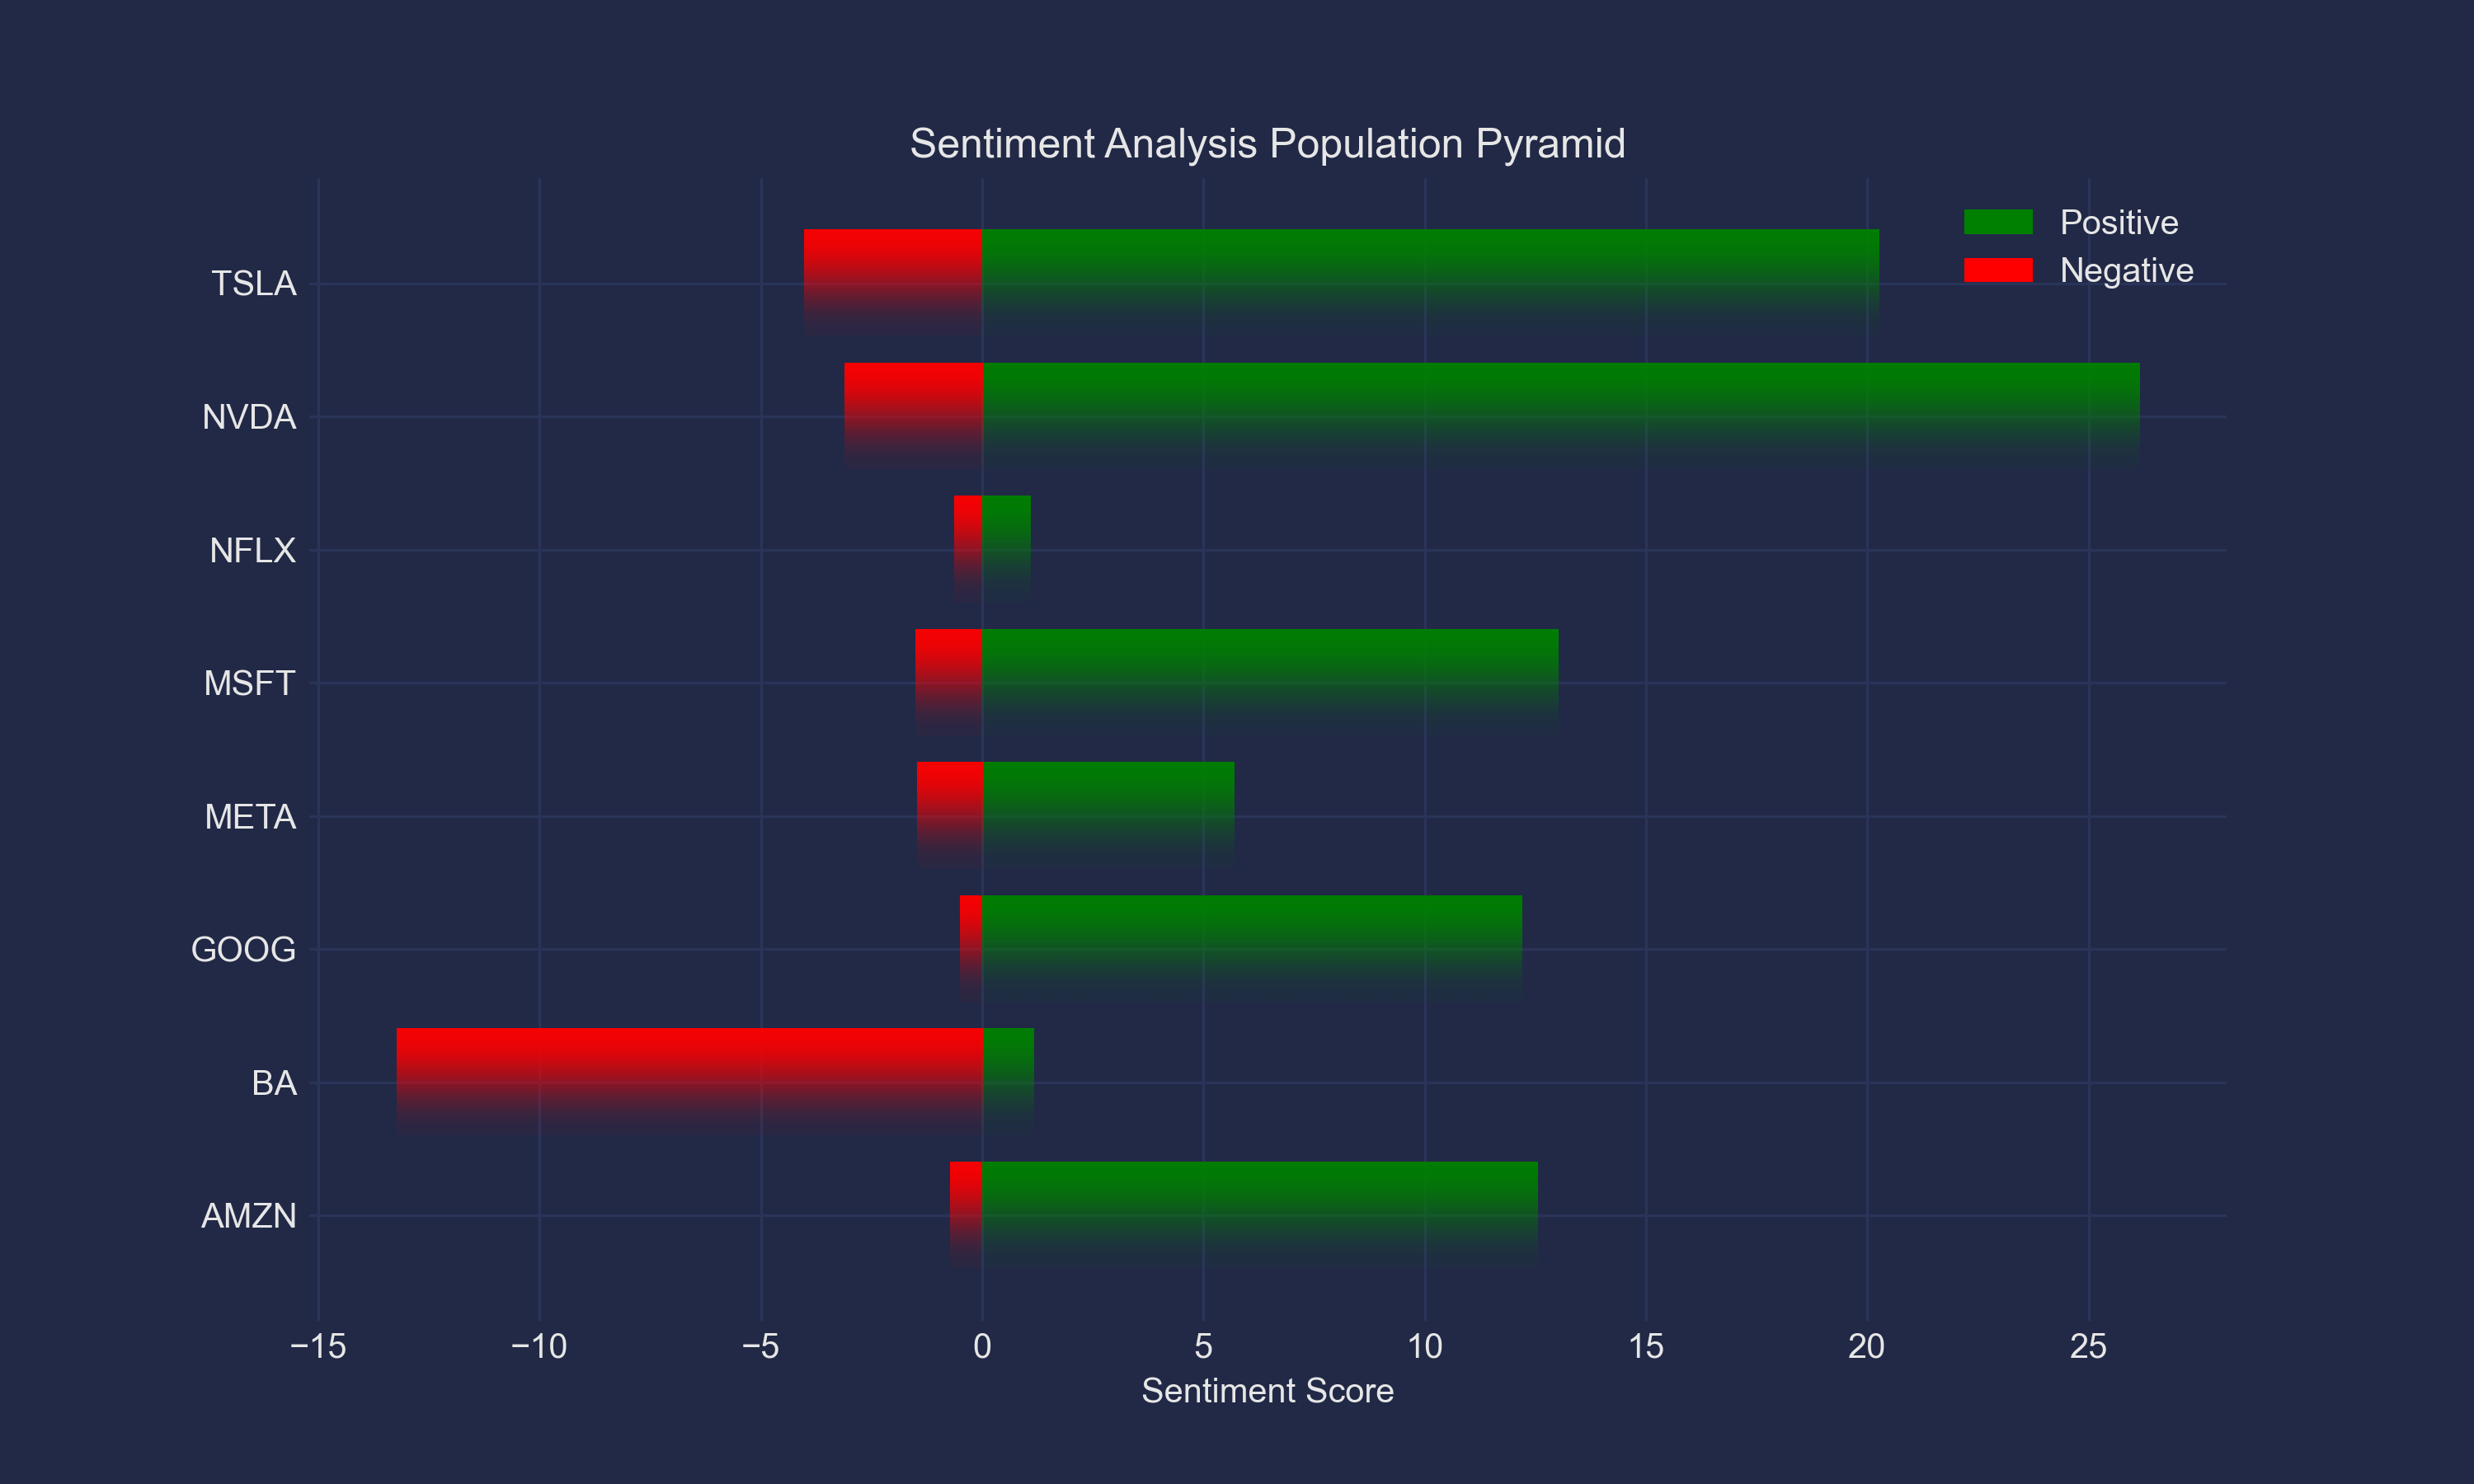 Sentiment Analysis Population Pyramid
Positive
Negative
TSLA
NVDA
NFLX
MSFT
META
GOOG
BA
AMZN
−15 −10 −5 0 5 10 15 20 25
Sentiment Score